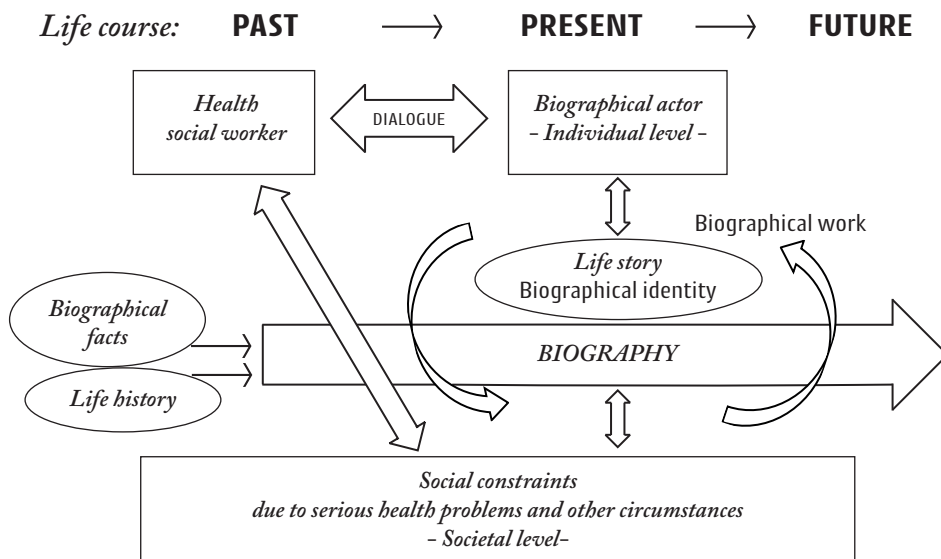 Life course: PAST PRESENT FUTURE
Health
social worker
DIALOGUE
Biographical actor
- Individual level -
Biographical work
Life story
Biographical identity
Biographical
facts
BIOGRAPHY
Life history
Social constraints
due to serious health problems and other circumstances
- Societal level-